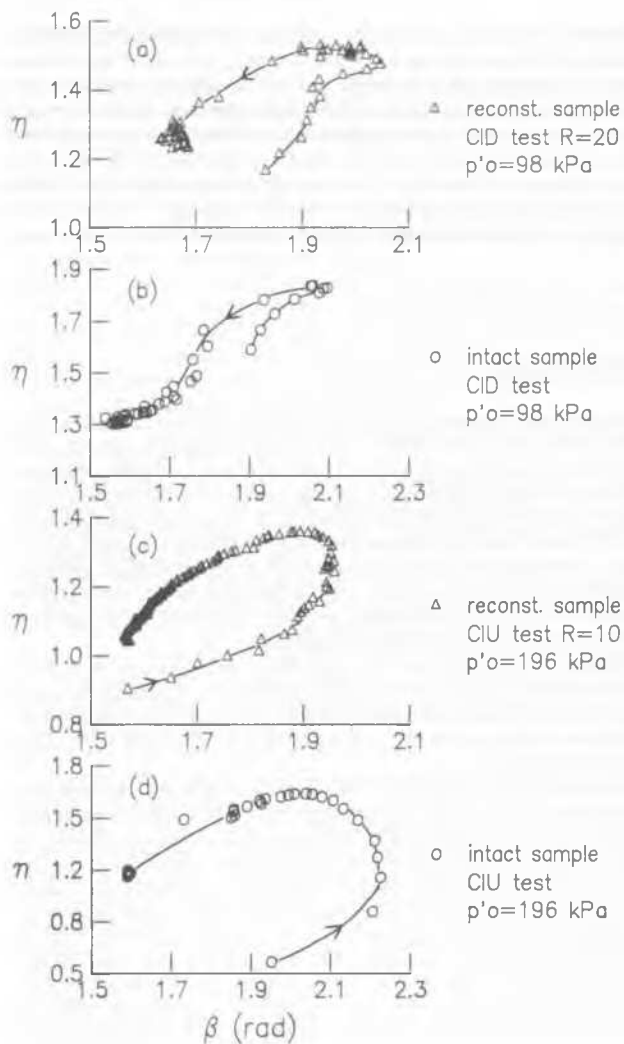 1.6
(a)
1.4
η
1.2
1.0
1.5 1.7 1.9 2.1
△ reconst. sample
CID test R=20
p'o=98 kPa
1.9
(b)
1.7
η
1.5
1.3
1.1
1.5 1.7 1.9 2.1 2.3
○ intact sample
CID test
p'o=98 kPa
1.4
(c)
1.2
η
1.0
0.8
1.5 1.7 1.9 2.1
△ reconst. sample
CIU test R=10
p'o=196 kPa
1.8
(d)
1.5
η
1.2
0.8
0.5
1.5 1.7 1.9 2.1 2.3
○ intact sample
CIU test
p'o=196 kPa
β (rad)